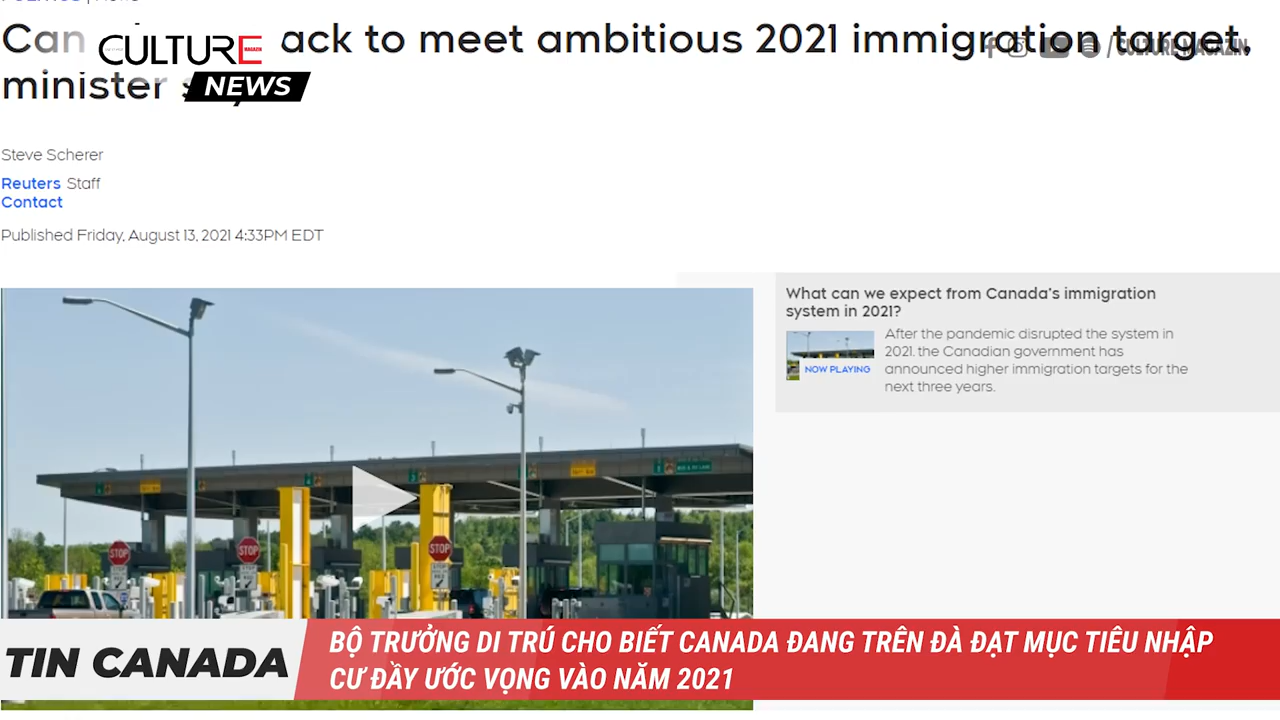 Can
ack to meet ambitious 2021 immigration target,
minister
CULTURE
MAGAZIN
NEWS
/CULTURE MAGAZIN
Steve Scherer
Reuters Staff
Contact
Published Friday, August 13, 2021 4:33PM EDT
What can we expect from Canada's immigration
system in 2021?
After the pandemic disrupted the system in
2021, the Canadian government has
NOW PLAYING
announced higher immigration targets for the
next three years.
STOP
STOP
STOP
TIN CANADA
BỘ TRƯỞNG DI TRÚ CHO BIẾT CANADA ĐANG TRÊN ĐÀ ĐẠT MỤC TIÊU NHẬP
CƯ ĐẦY ƯỚC VỌNG VÀO NĂM 2021